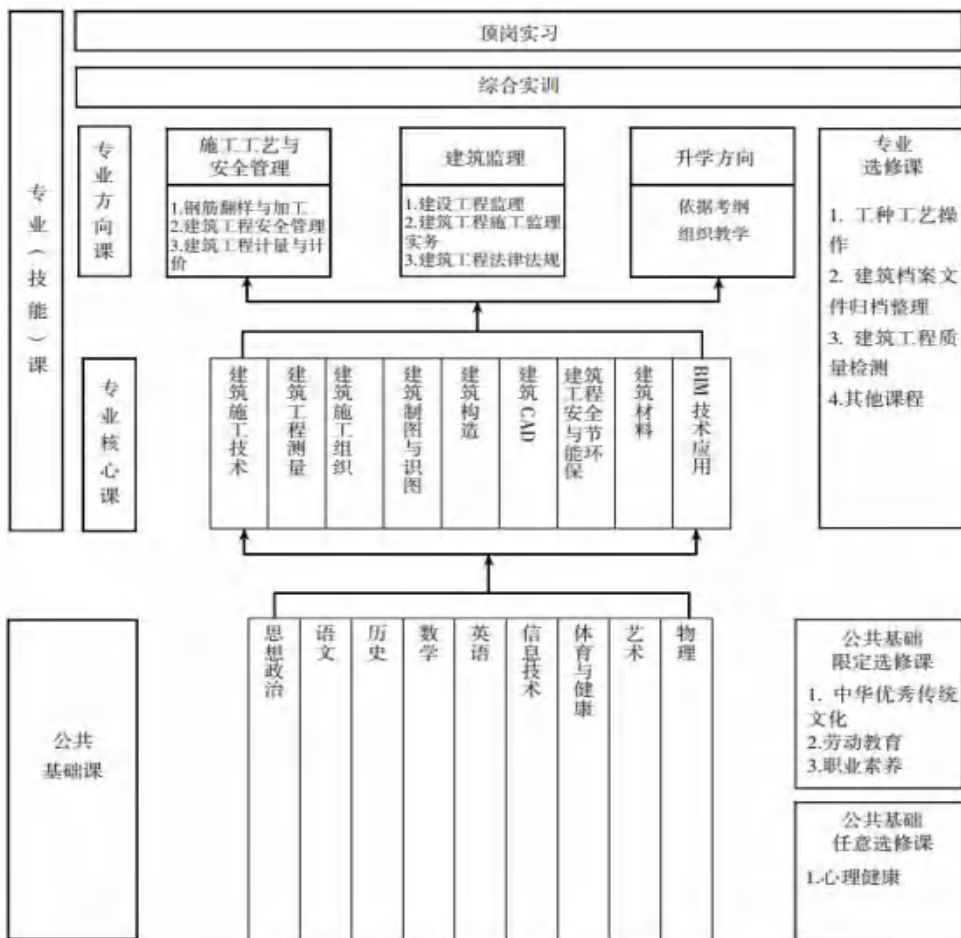 顶岗实习
综合实训
专业（技能）课
专业方向课
施工工艺与
安全管理
1.钢筋翻样与加工
2.建筑工程安全管理
3.建筑工程计量与计
价
建筑监理
1.建设工程监理
2.建筑工程施工监理
实务
3.建筑工程法律法规
升学方向
依据考纲
组织教学
专业
选修课
1. 工种工艺操
作
2. 建筑档案文
件归档整理
3. 建筑工程质
量检测
4.其他课程
专业核心课
建筑施工技术
建筑工程测量
建筑施工组织
建筑制图与识图
建筑构造
建筑 CAD
建筑
工程
安全
与节
能环
保
建筑材料
BIM 技术应用
公共
基础课
思想政治
语文
历史
数学
英语
信息技术
体育与健康
艺术
物理
公共基础
限定选修课
1. 中华优秀传统
文化
2.劳动教育
3.职业素养
公共基础
任意选修课
1.心理健康